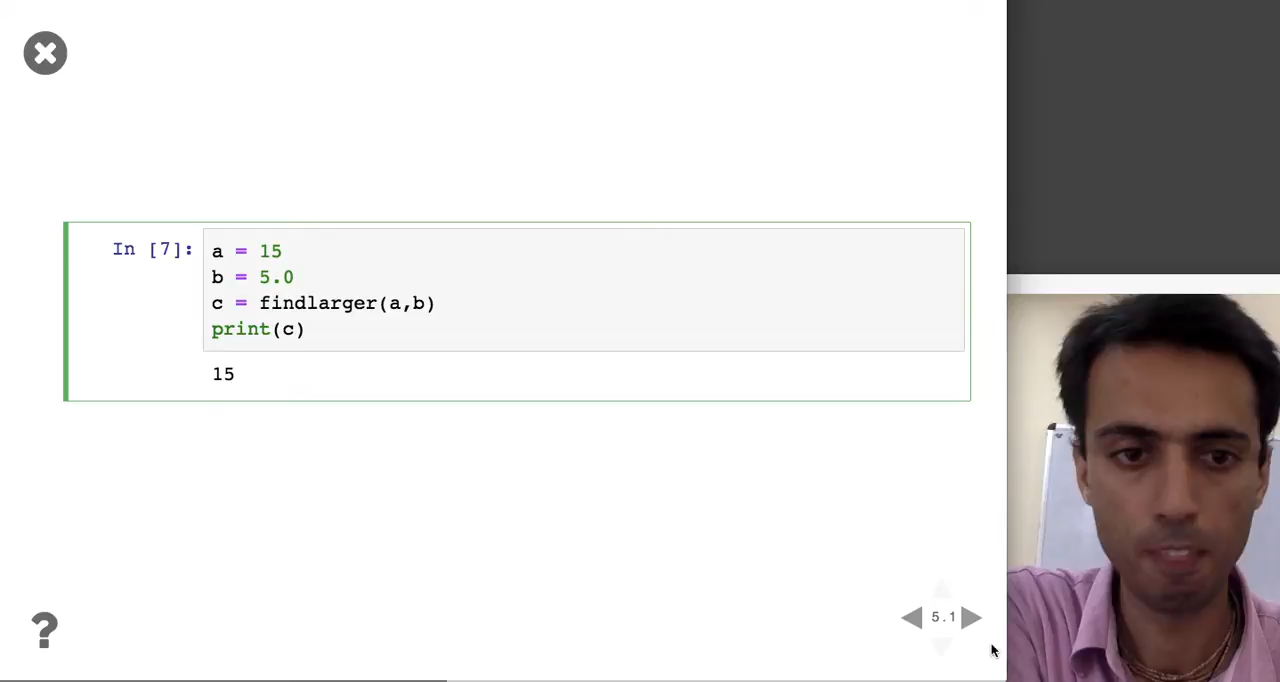 In [7]: a = 15
b = 5.0
c = findlarger(a,b)
print(c)
15
?
5.1